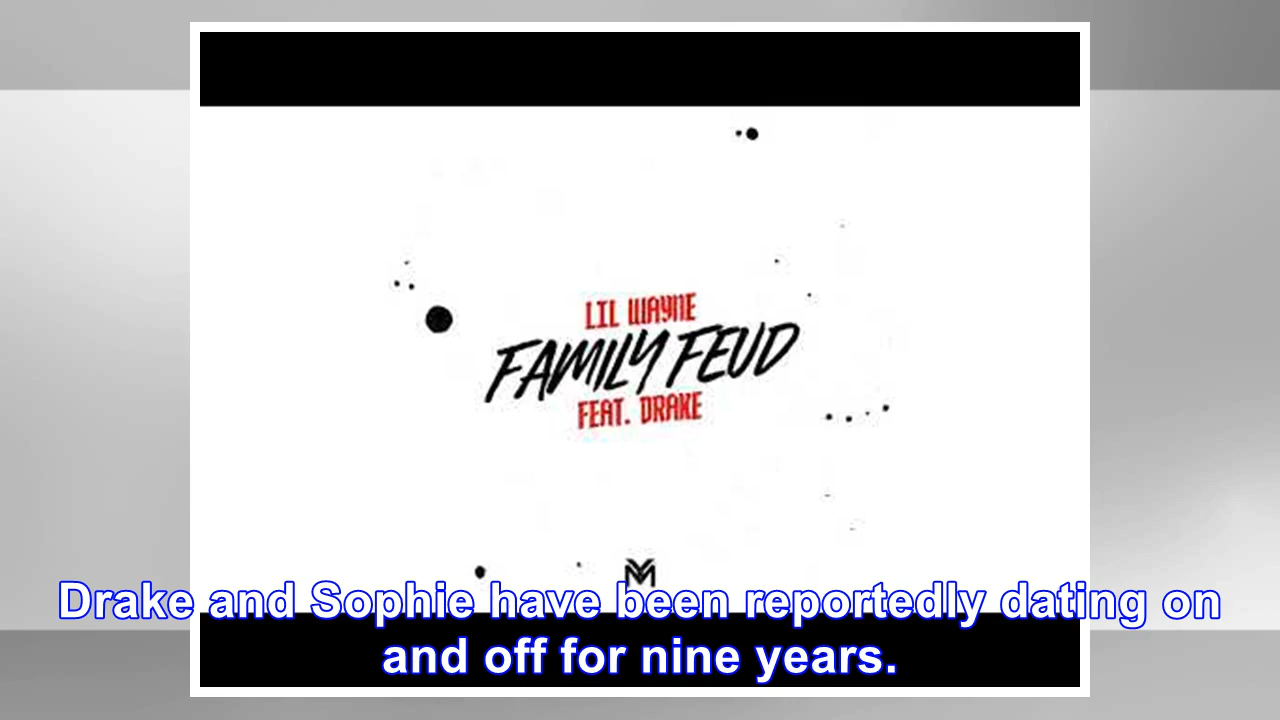 LIL WAYNE
FAMILY FEUD
FEAT. DRAKE
Drake and Sophie have been reportedly dating on
and off for nine years.